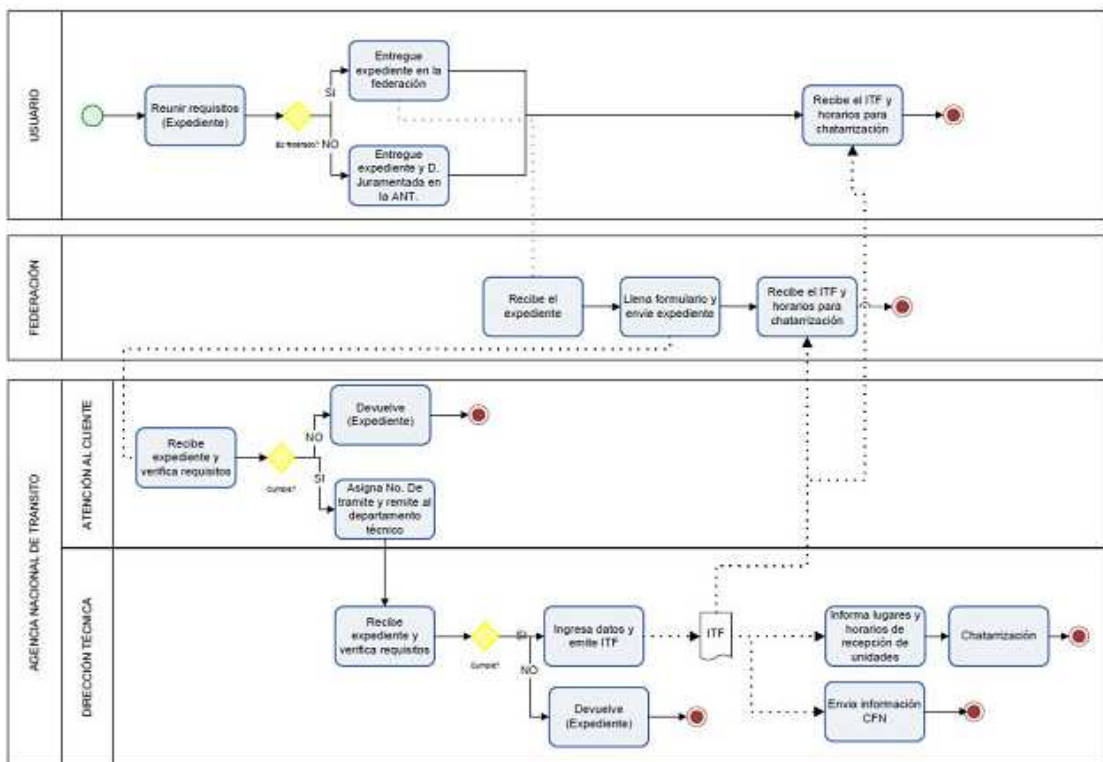 USUARIO
Reunir requisitos
(Expediente)
SI
NO
Entregue
expediente en la
federación
Entregue
expediente y D.
Juramentada en
la ANT.
Recibe el ITF y
horarios para
chatarrización
FEDERACIÓN
Recibe el
expediente
Llena formulario y
envíe expediente
Recibe el ITF y
horarios para
chatarrización
AGENCIA NACIONAL DE TRANSITO
ATENCIÓN AL CLIENTE
Recibe
expediente y
verifica requisitos
Cumple?
NO
SI
Devuelve
(Expediente)
Asigna No. De
tramite y remite al
departamento
técnico
DIRECCIÓN TÉCNICA
Recibe
expediente y
verifica requisitos
Cumple?
SI
NO
Ingresa datos y
emite ITF
Devuelve
(Expediente)
ITF
Informa lugares y
horarios de
recepción de
unidades
Chatarrización
Envia información
CFN